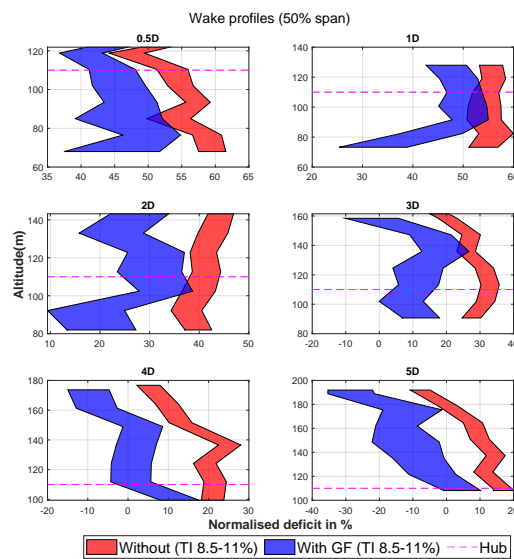 Wake profiles (50% span)
0.5D
1D
120
100
80
60
35 40 45 50 55 60 65
140
120
100
80
60
20 30 40 50 60
2D
3D
Altitude(m)
140
120
100
80
10 20 30 40 50
160
140
120
100
80
-20 -10 0 10 20 30 40
4D
5D
180
160
140
120
100
-20 -10 0 10 20 30
200
180
160
140
120
100
-40 -30 -20 -10 0 10 20
Normalised deficit in %
Without (TI 8.5-11%) With GF (TI 8.5-11%) Hub